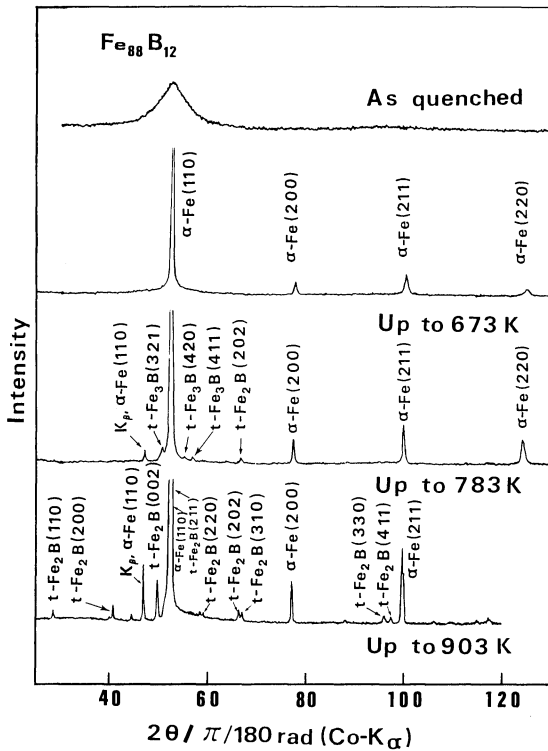 Fe88B12
As quenched
α-Fe(110)
α-Fe(200)
α-Fe(211)
α-Fe(220)
Up to 673 K
Kβ, α-Fe(110)
t-Fe3B(321)
t-Fe3B(420)
t-Fe3B(411)
t-Fe2B(202)
α-Fe(200)
α-Fe(211)
α-Fe(220)
Up to 783 K
t-Fe2B(110)
t-Fe2B(200)
Kβ, α-Fe(110)
t-Fe2B(002)
α-Fe(110)
t-Fe2B(211)
t-Fe2B(220)
t-Fe2B(202)
t-Fe2B(310)
α-Fe(200)
t-Fe2B(330)
t-Fe2B(411)
α-Fe(211)
Up to 903 K
Intensity
40 60 80 100 120
2θ / π/180 rad (Co-Kα)